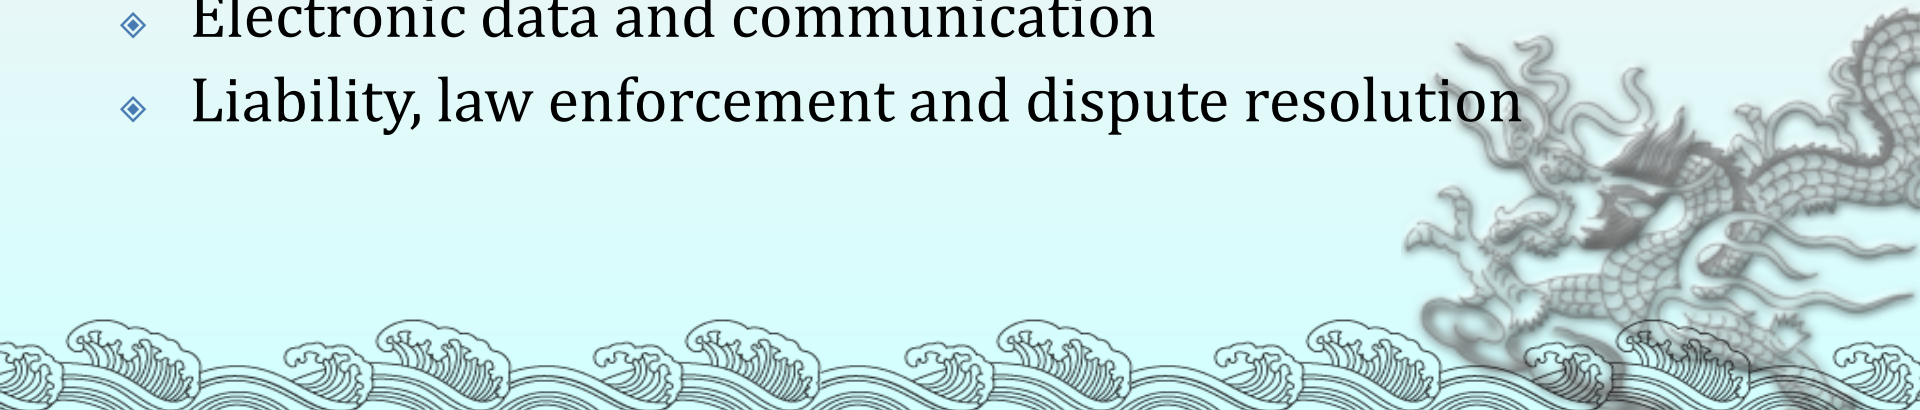 Electronic data and communication
Liability, law enforcement and dispute resolution